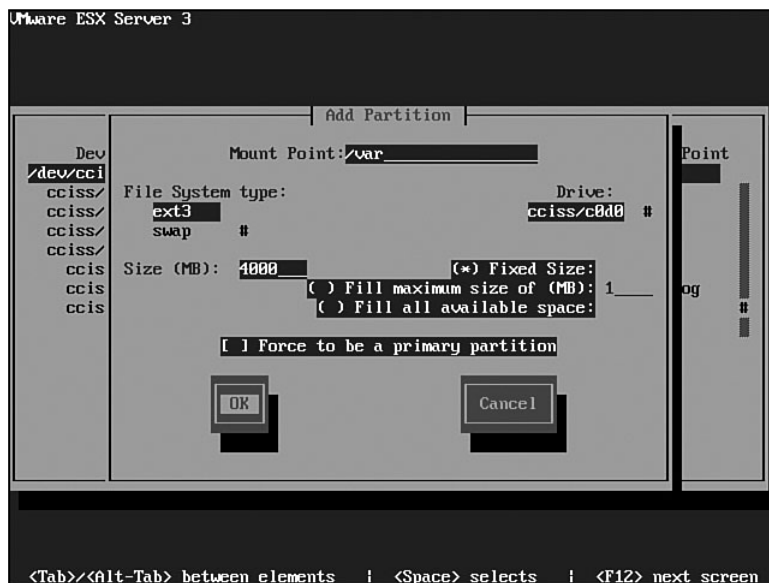 VMware ESX Server 3
Add Partition
Dev Mount Point:/var Point
/dev/cci
cciss/ File System type: Drive:
cciss/ ext3 cciss/c0d0 #
cciss/ swap #
cciss/
ccis Size (MB): 4000 (*) Fixed Size:
ccis ( ) Fill maximum size of (MB): 1 og
ccis ( ) Fill all available space: #
[ ] Force to be a primary partition
OK Cancel
<Tab>/<Alt-Tab> between elements | <Space> selects | <F12> next screen